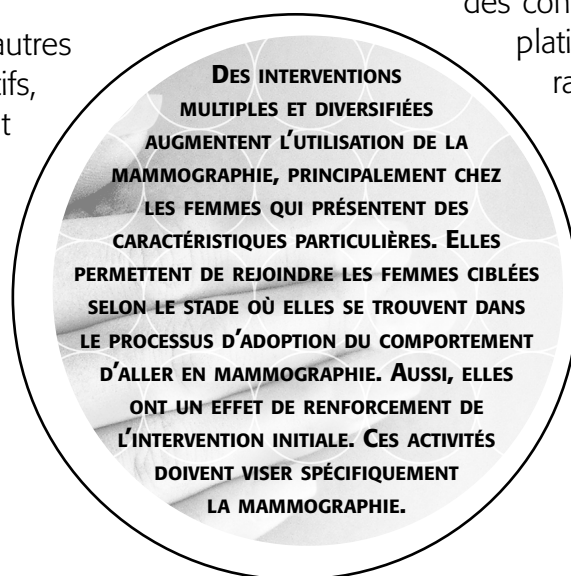 des con
autres
plati
tifs,
ra
t
DES INTERVENTIONS
MULTIPLES ET DIVERSIFIÉES
AUGMENTENT L'UTILISATION DE LA
MAMMOGRAPHIE, PRINCIPALEMENT CHEZ
LES FEMMES QUI PRÉSENTENT DES
CARACTÉRISTIQUES PARTICULIÈRES. ELLES
PERMETTENT DE REJOINDRE LES FEMMES CIBLÉES
SELON LE STADE OÙ ELLES SE TROUVENT DANS
LE PROCESSUS D'ADOPTION DU COMPORTEMENT
D'ALLER EN MAMMOGRAPHIE. AUSSI, ELLES
ONT UN EFFET DE RENFORCEMENT DE
L'INTERVENTION INITIALE. CES ACTIVITÉS
DOIVENT VISER SPÉCIFIQUEMENT
LA MAMMOGRAPHIE.